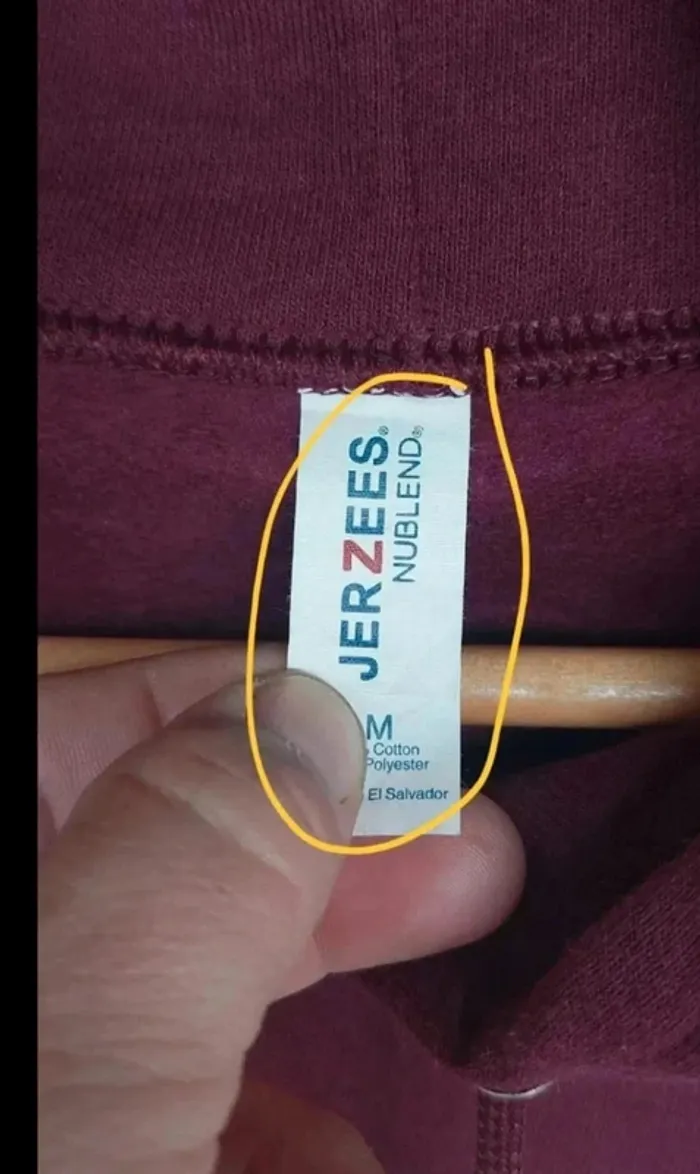 JERZEES®
NUBLEND®
M
Cotton
Polyester
El Salvador